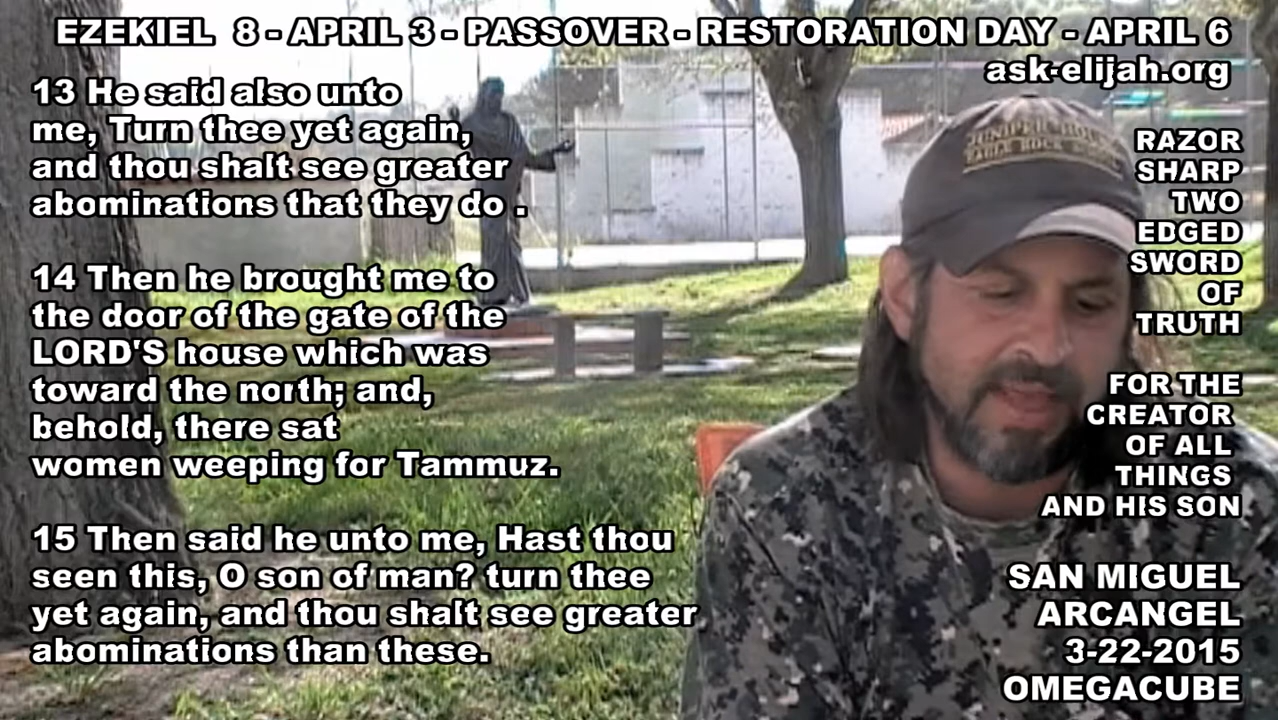 EZEKIEL 8 - APRIL 3 - PASSOVER - RESTORATION DAY - APRIL 6
ask-elijah.org
13 He said also unto
me, Turn thee yet again,
and thou shalt see greater
abominations that they do .
14 Then he brought me to
the door of the gate of the
LORD'S house which was
toward the north; and,
behold, there sat
women weeping for Tammuz.
15 Then said he unto me, Hast thou
seen this, O son of man? turn thee
yet again, and thou shalt see greater
abominations than these.
RAZOR
SHARP
TWO
EDGED
SWORD
OF
TRUTH
FOR THE
CREATOR
OF ALL
THINGS
AND HIS SON
SAN MIGUEL
ARCANGEL
3-22-2015
OMEGACUBE